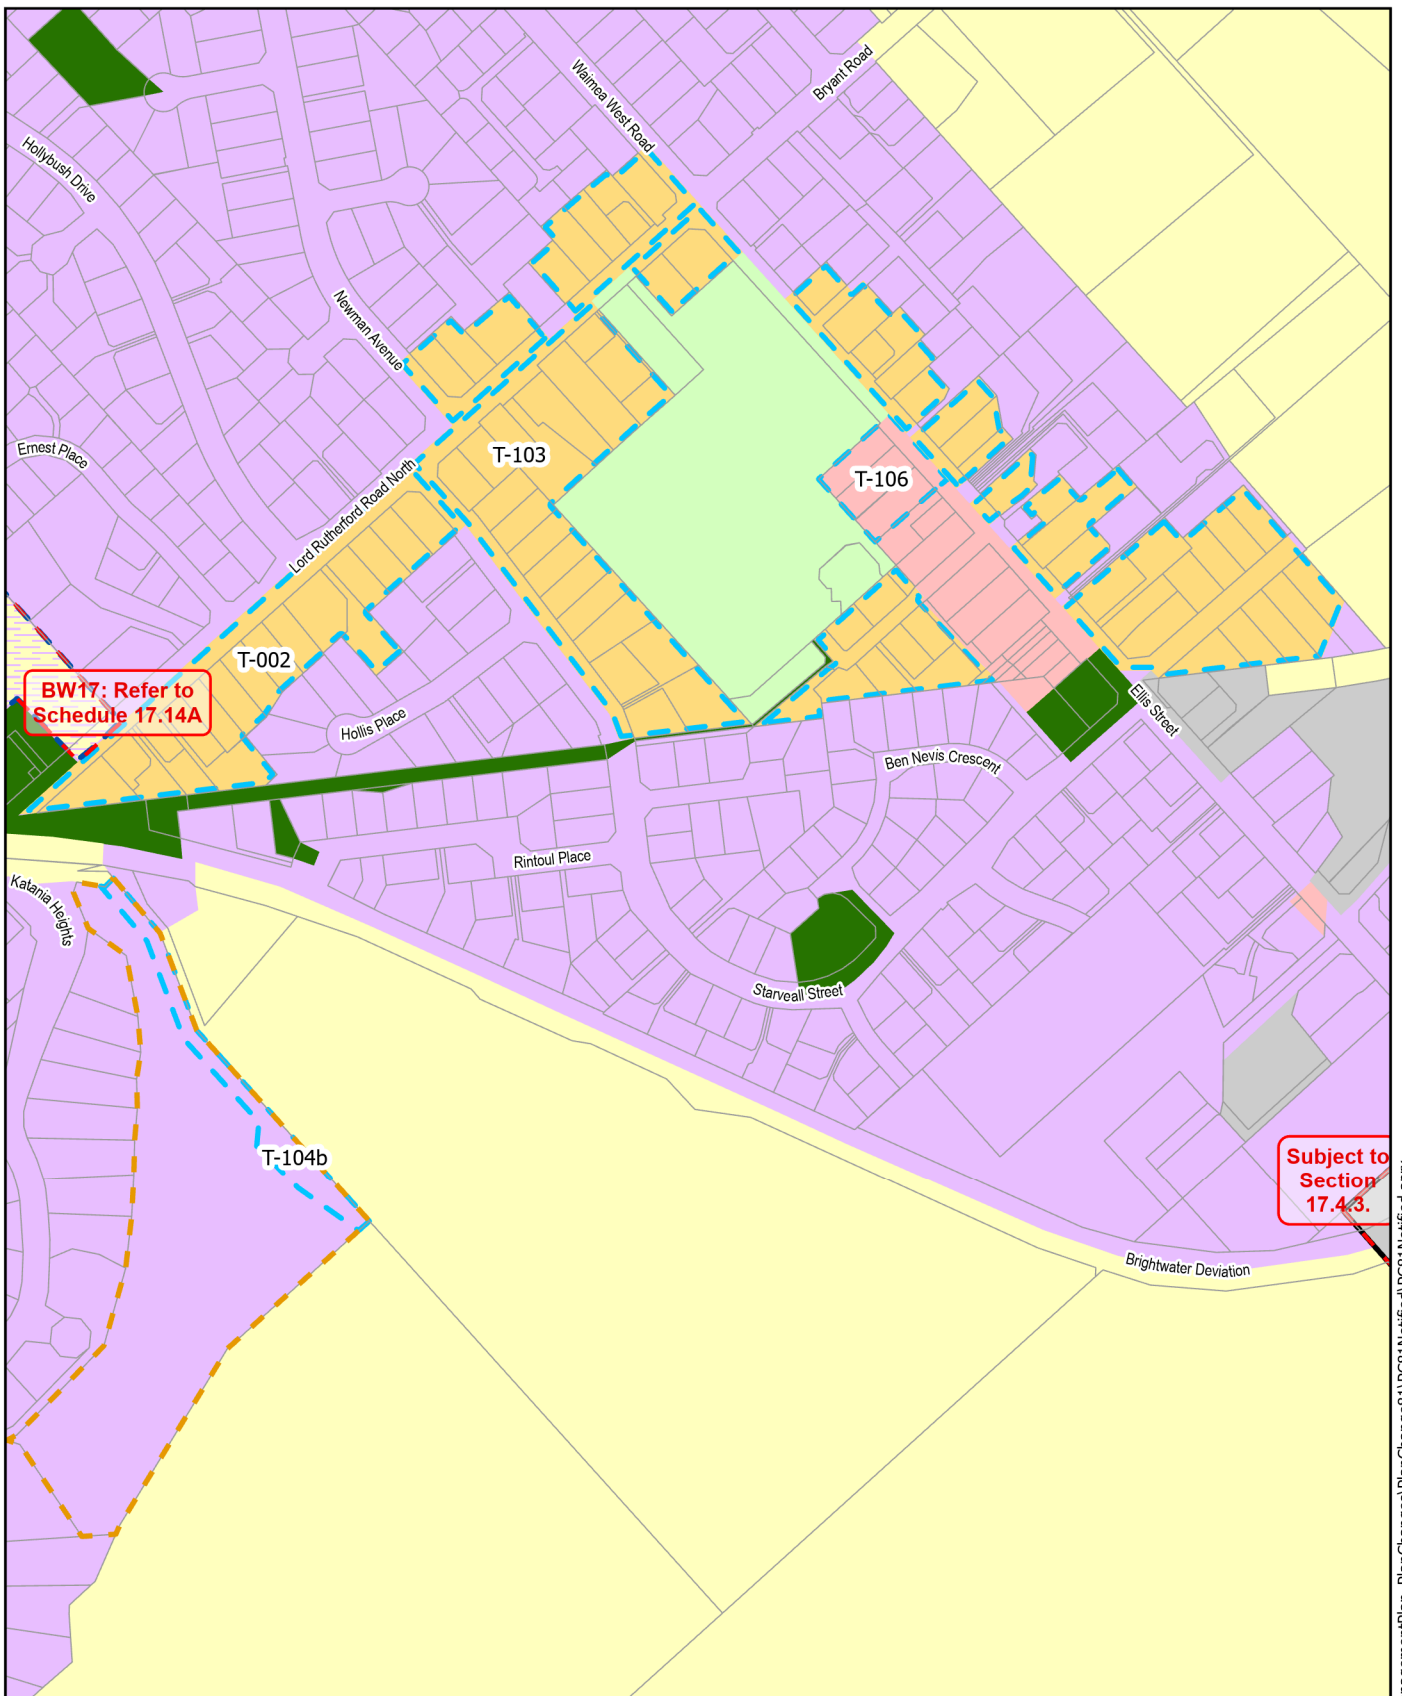 Waimea West Road
Bryant Road
Hollybush Drive
Newman Avenue
Ernest Place
T-103
T-106
Lord Rutherford Road North
T-002
BW17: Refer to
Schedule 17.14A
Hollis Place
Ellis Street
Ben Nevis Crescent
Rintoul Place
Katania Heights
Starveall Street
T-104b
Subject to
Section
17.4.3.
Brightwater Deviation